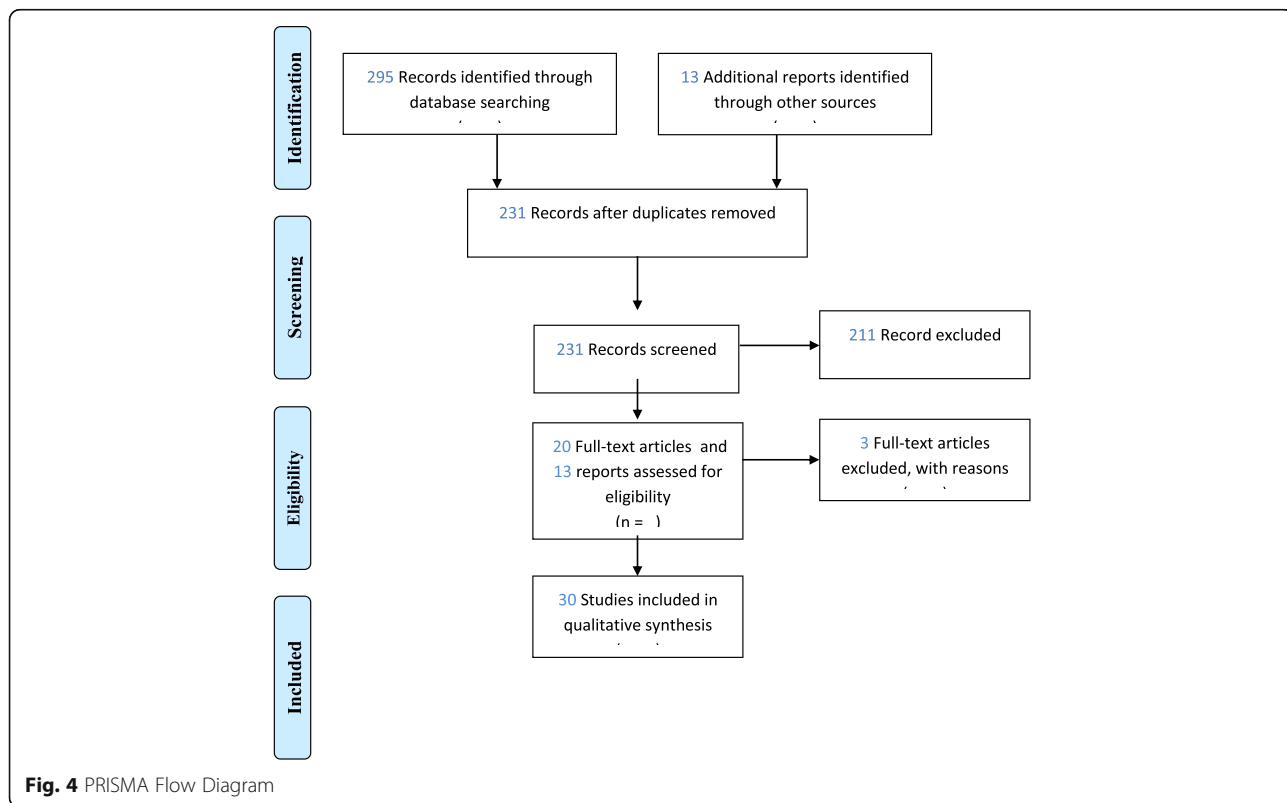 Identification
295 Records identified through
database searching
13 Additional reports identified
through other sources
231 Records after duplicates removed
Screening
231 Records screened
211 Record excluded
Eligibility
20 Full-text articles and
13 reports assessed for
eligibility
(n = )
3 Full-text articles
excluded, with reasons
Included
30 Studies included in
qualitative synthesis
Fig. 4 PRISMA Flow Diagram